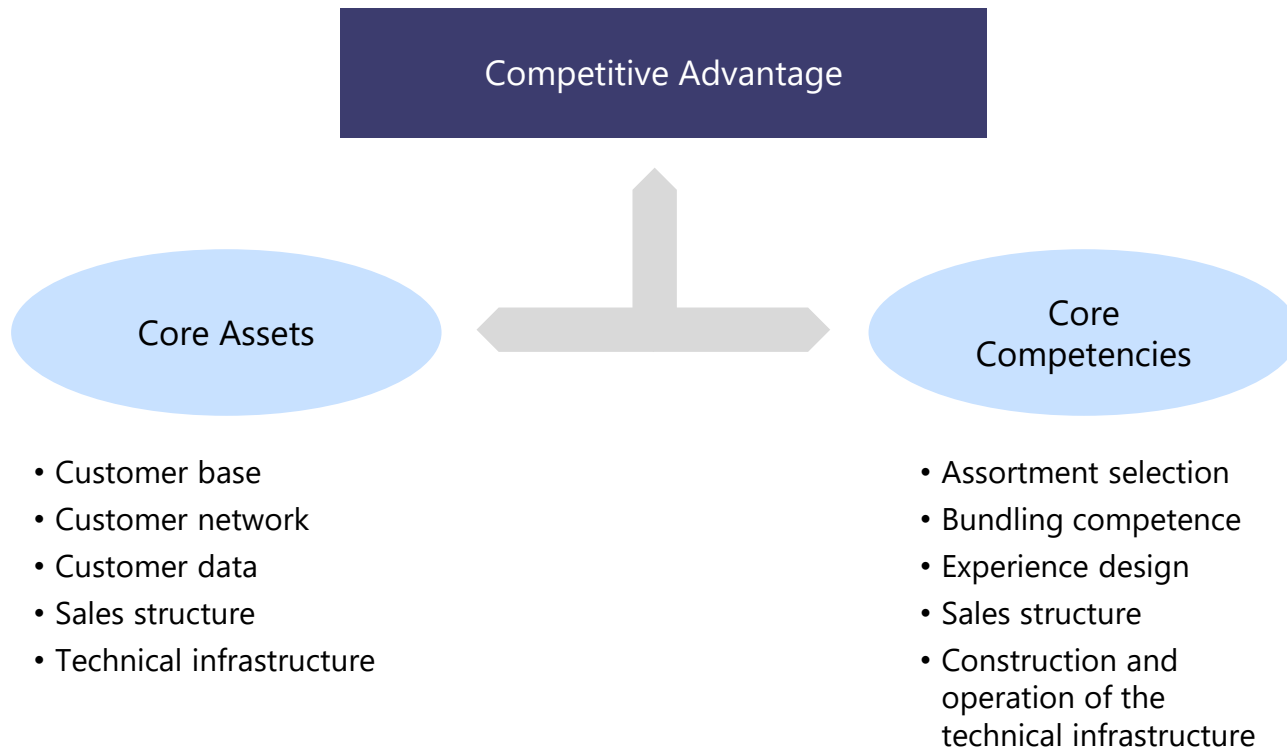 Competitive Advantage
Core Assets
Core
Competencies
• Customer base
• Customer network
• Customer data
• Sales structure
• Technical infrastructure
• Assortment selection
• Bundling competence
• Experience design
• Sales structure
• Construction and
operation of the
technical infrastructure